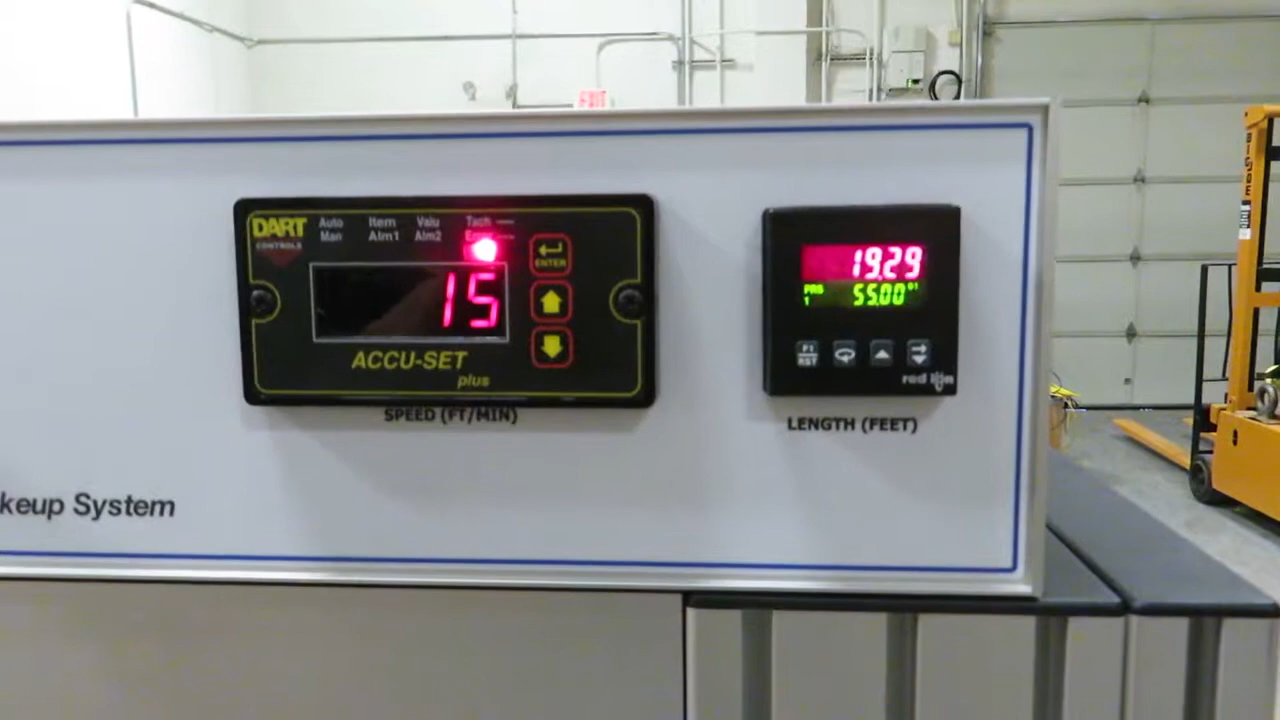 EXIT
DART
CONTROLS
Auto Item Valu Tach
Man Alm1 Alm2
ENTER
15
ACCU-SET
plus
SPEED (FT/MIN)
19.29
PRS
1 55.00
F1
RST
red lion
LENGTH (FEET)
keup System